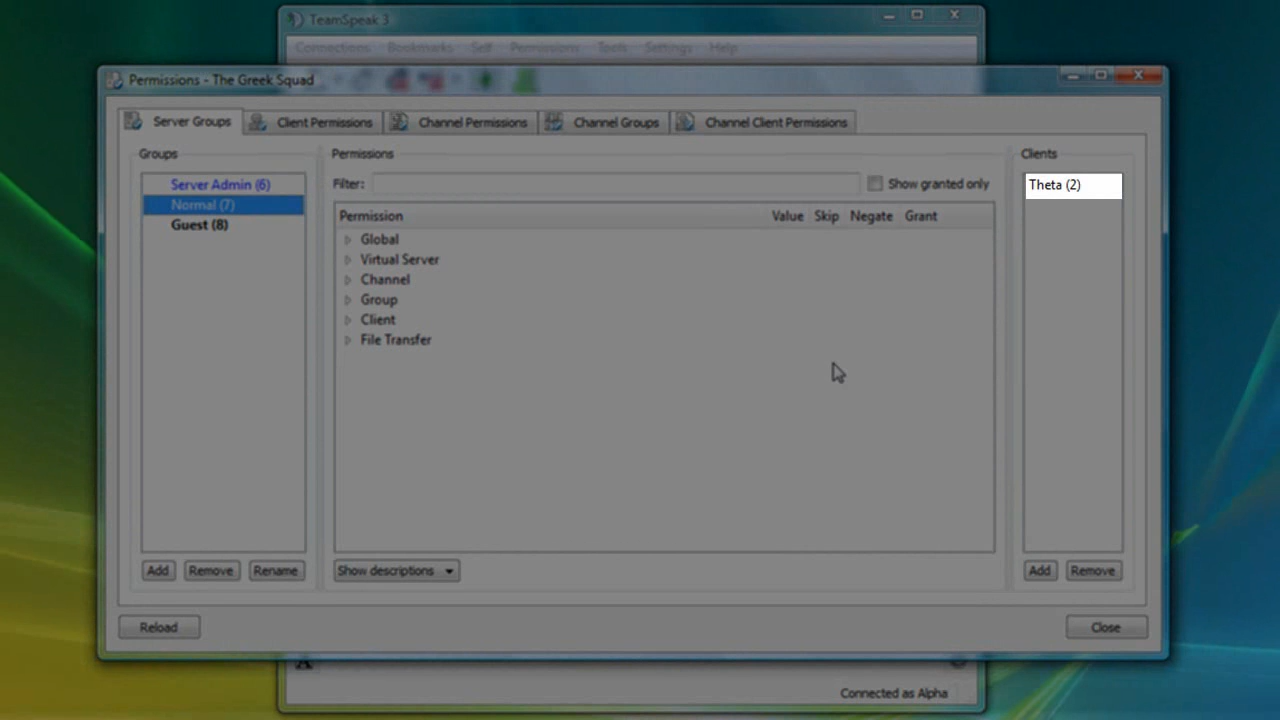 TeamSpeak 3
Connections Bookmarks Self Permissions Tools Settings Help
Permissions - The Greek Squad
Server Groups Client Permissions Channel Permissions Channel Groups Channel Client Permissions
Groups Permissions Clients
Server Admin (6) Filter: Show granted only Theta (2)
Normal (7)
Guest (8)
Permission Value Skip Negate Grant
Global
Virtual Server
Channel
Group
Client
File Transfer
Add Remove Rename Show descriptions Add Remove
Reload Close
A
Connected as Alpha